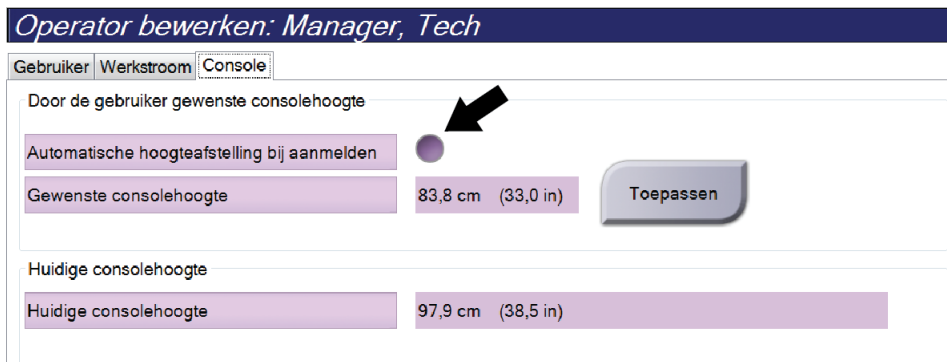 Operator bewerken: Manager, Tech
Gebruiker Werkstroom Console
Door de gebruiker gewenste consolehoogte
Automatische hoogteafstelling bij aanmelden
Gewenste consolehoogte 83,8 cm (33,0 in) Toepassen
Huidige consolehoogte
Huidige consolehoogte 97,9 cm (38,5 in)